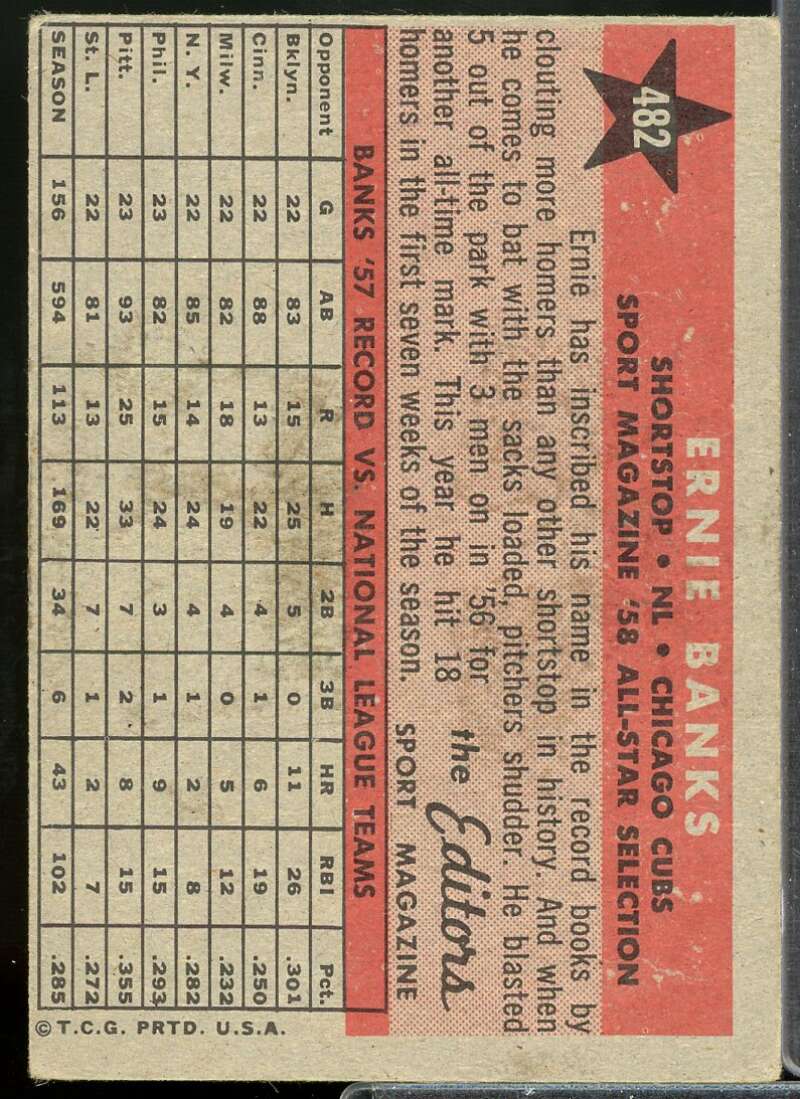 482
ERNIE BANKS
SHORTSTOP • NL • CHICAGO CUBS
SPORT MAGAZINE '58 ALL-STAR SELECTION
Ernie has inscribed his name in the record books by
clouting more homers than any other shortstop in history. And when
he comes to bat with the sacks loaded, pitchers shudder. He blasted
5 out of the park with 3 men on in '56 for
another all-time mark. This year he hit 18
homers in the first seven weeks of the season.
the Editors
SPORT MAGAZINE
BANKS '57 RECORD VS. NATIONAL LEAGUE TEAMS
Opponent G AB R H 2B 3B HR RBI Pct.
Bklyn. 22 83 15 25 5 0 11 26 .301
Cinn. 22 88 13 22 4 1 6 19 .250
Milw. 22 82 18 19 4 0 5 12 .232
N. Y. 22 85 14 24 4 1 2 8 .282
Phil. 23 82 15 24 3 1 9 15 .293
Pitt. 23 93 25 33 7 2 8 15 .355
St. L. 22 81 13 22 7 1 2 7 .272
SEASON 156 594 113 169 34 6 43 102 .285
© T.C.G. PRTD. U.S.A.